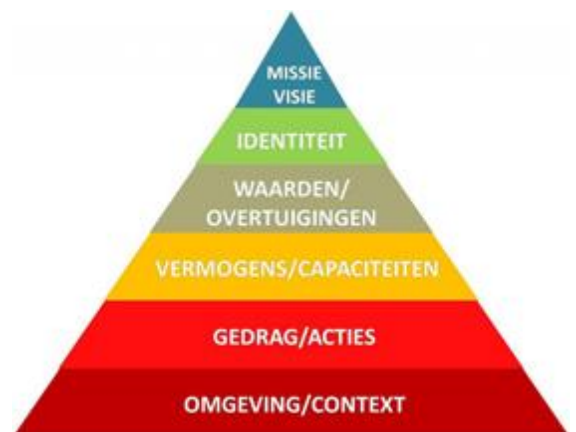 MISSIE
VISIE
IDENTITEIT
WAARDEN/
OVERTUIGINGEN
VERMOGENS/CAPACITEITEN
GEDRAG/ACTIES
OMGEVING/CONTEXT